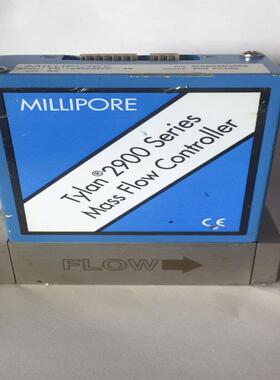 MILLIPORE
Tylan® 2900 Series
Mass Flow Controller
CE
FLOW